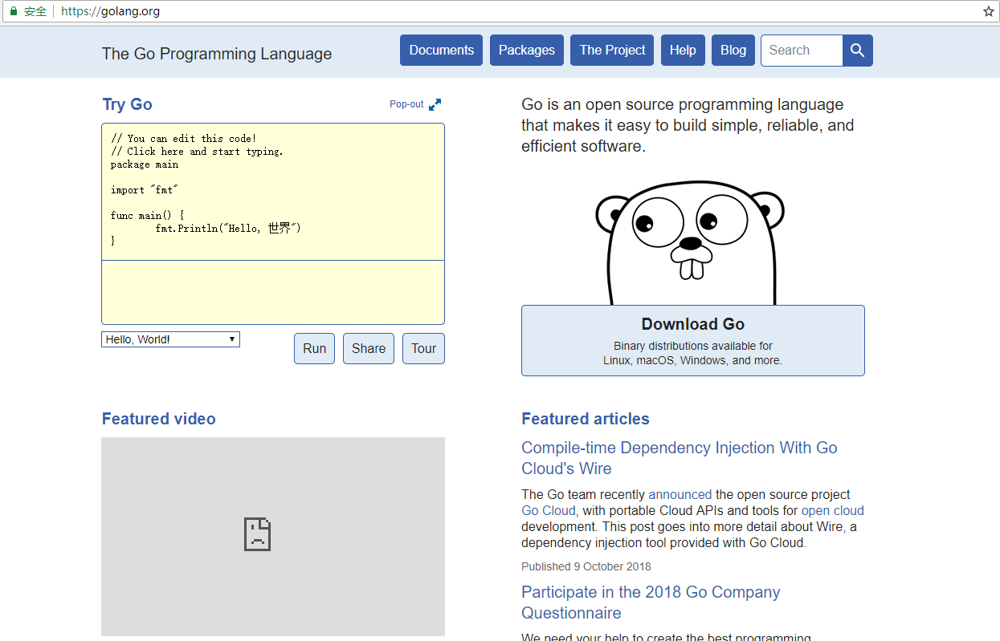 安全 https://golang.org
The Go Programming Language
Documents Packages The Project Help Blog Search
Try Go
Pop-out
// You can edit this code!
// Click here and start typing.
package main
import "fmt"
func main() {
fmt.Println("Hello, 世界")
}
Hello, World!
Run Share Tour
Go is an open source programming language
that makes it easy to build simple, reliable, and
efficient software.
Download Go
Binary distributions available for
Linux, macOS, Windows, and more.
Featured video
Featured articles
Compile-time Dependency Injection With Go
Cloud's Wire
The Go team recently announced the open source project
Go Cloud, with portable Cloud APIs and tools for open cloud
development. This post goes into more detail about Wire, a
dependency injection tool provided with Go Cloud.
Published 9 October 2018
Participate in the 2018 Go Company
Questionnaire
We need your help to create the best programming